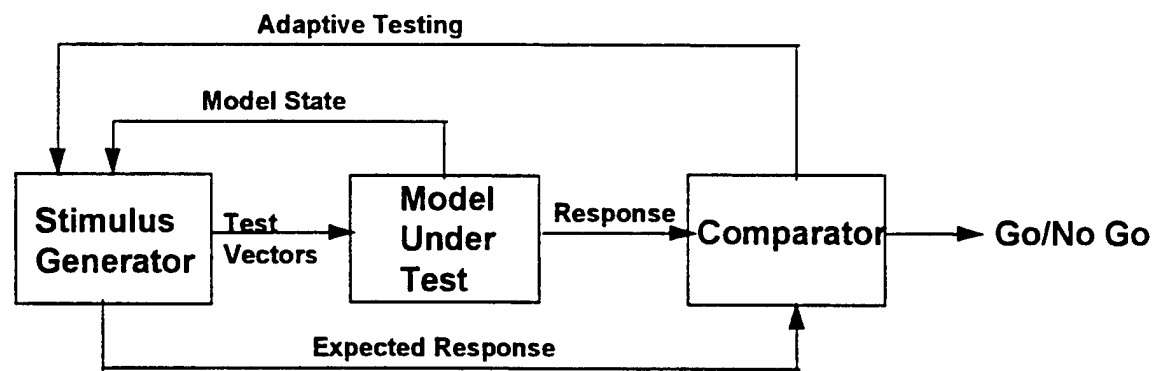 Adaptive Testing
Model State
Stimulus
Generator
Test
Vectors
Model
Under
Test
Response
Comparator
Go/No Go
Expected Response